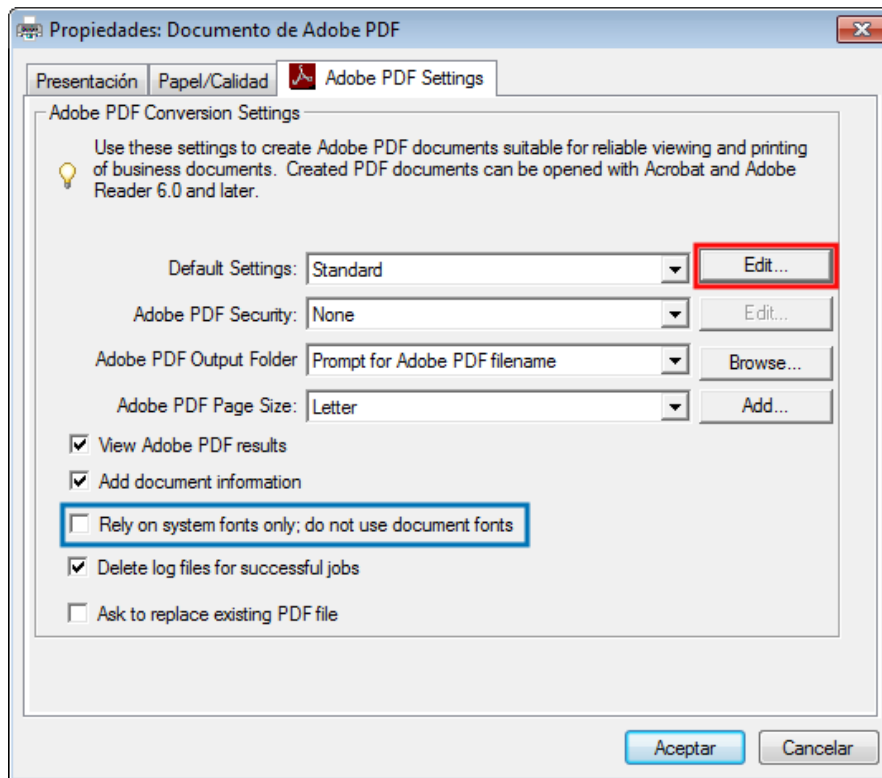 Propiedades: Documento de Adobe PDF
Presentación Papel/Calidad Adobe PDF Settings
Adobe PDF Conversion Settings
Use these settings to create Adobe PDF documents suitable for reliable viewing and printing
of business documents. Created PDF documents can be opened with Acrobat and Adobe
Reader 6.0 and later.
Default Settings: Standard Edit...
Adobe PDF Security: None Edit...
Adobe PDF Output Folder Prompt for Adobe PDF filename Browse...
Adobe PDF Page Size: Letter Add...
View Adobe PDF results
Add document information
Rely on system fonts only; do not use document fonts
Delete log files for successful jobs
Ask to replace existing PDF file
Aceptar Cancelar